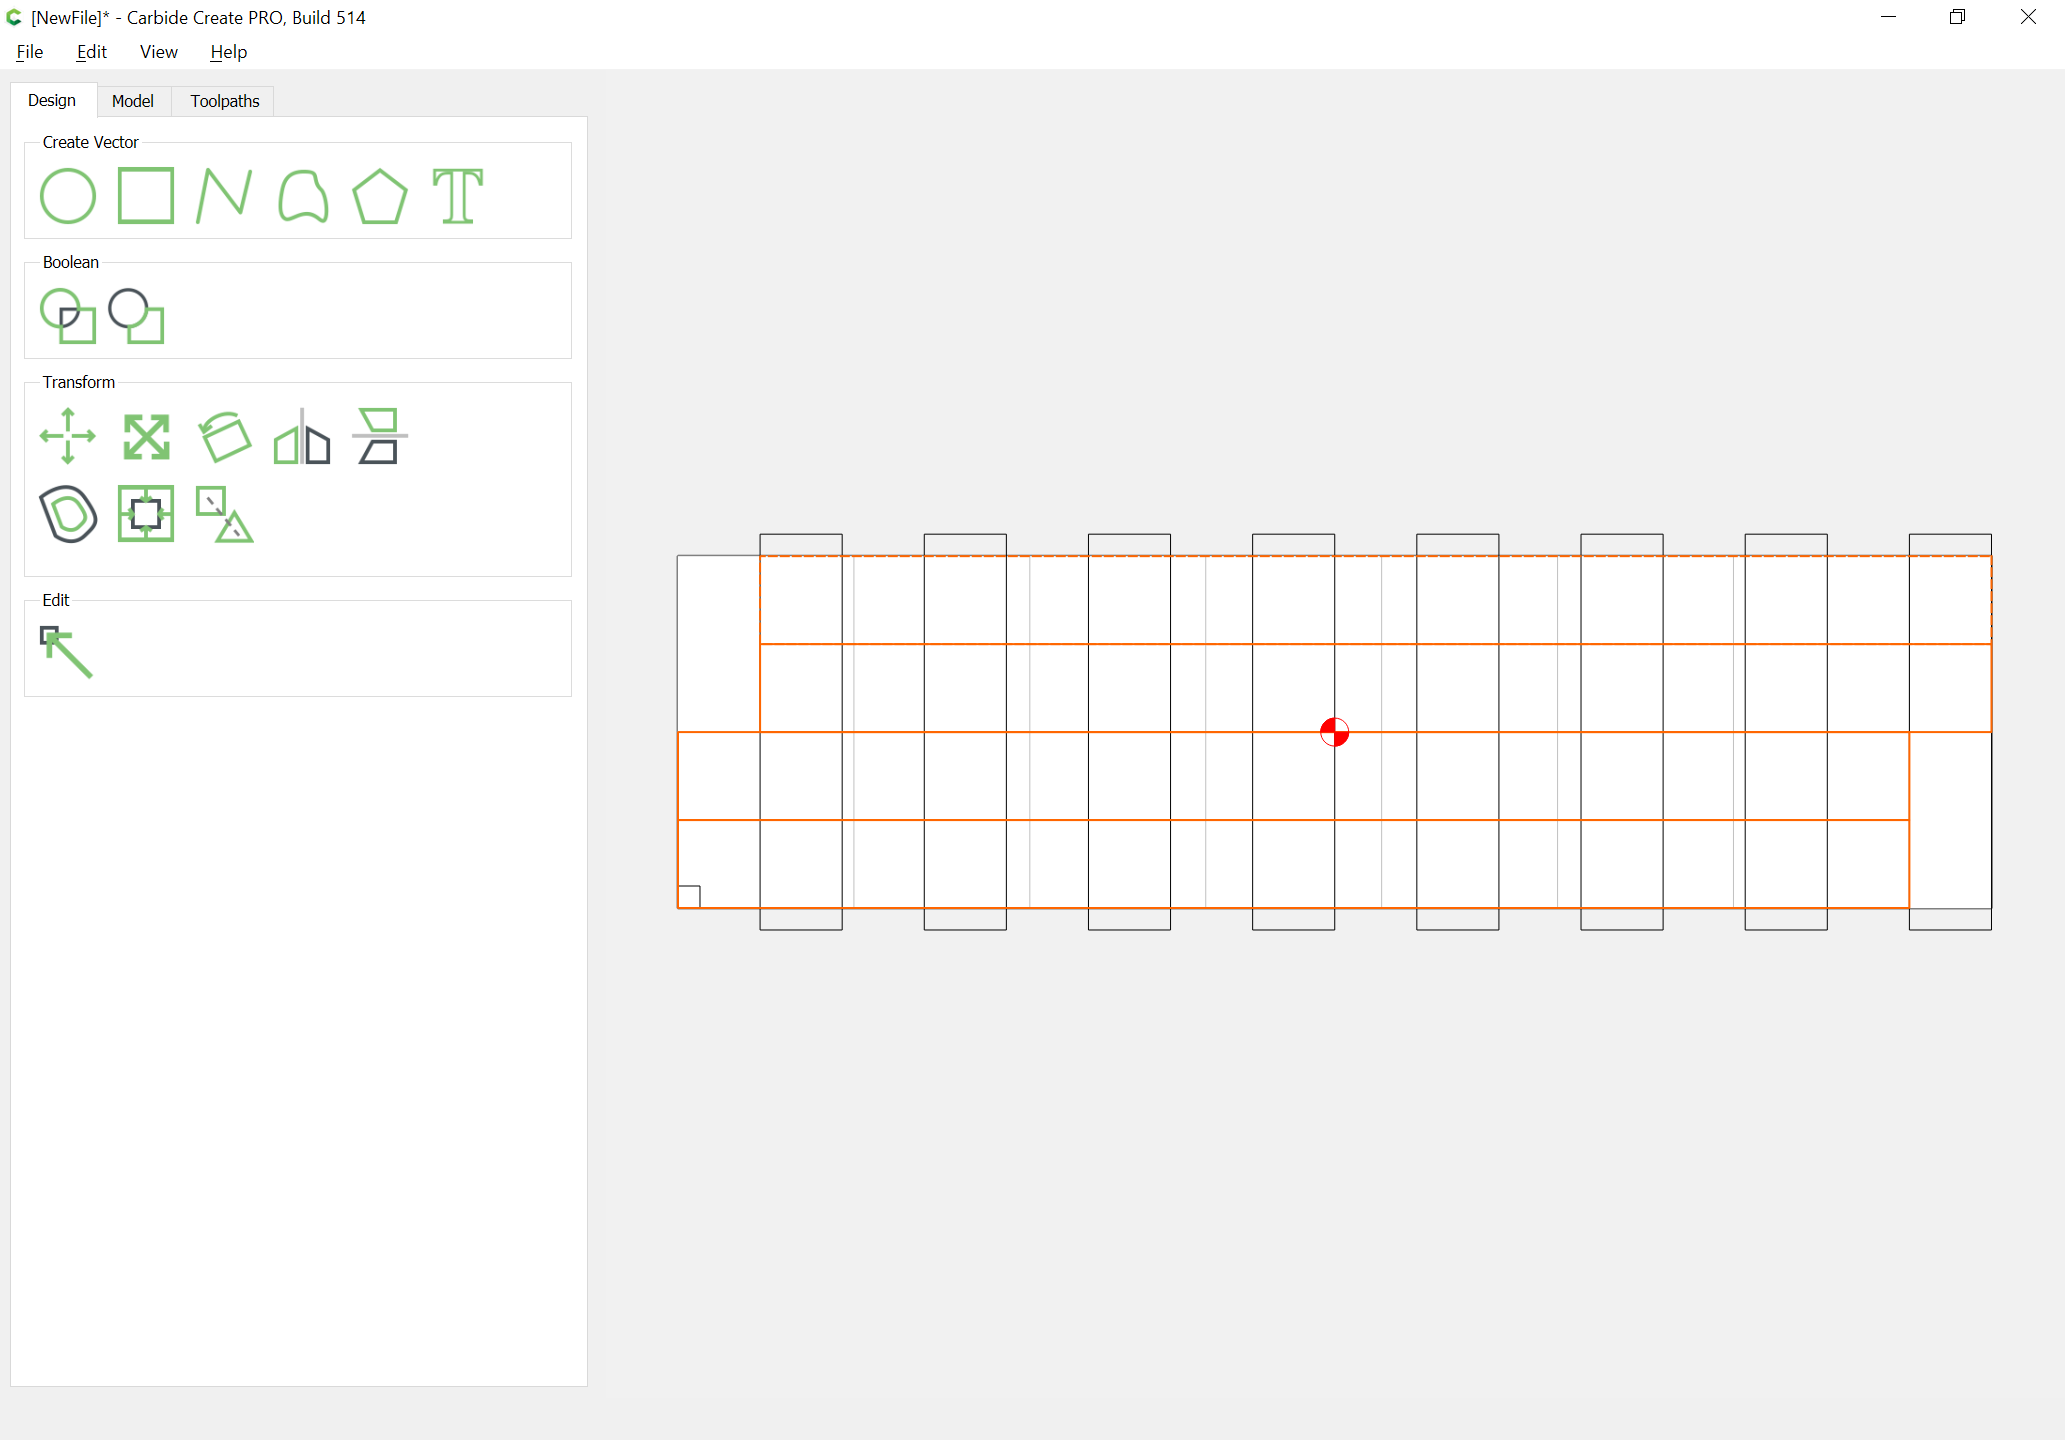 [NewFile]* - Carbide Create PRO, Build 514
File Edit View Help
Design Model Toolpaths
Create Vector
Boolean
Transform
Edit